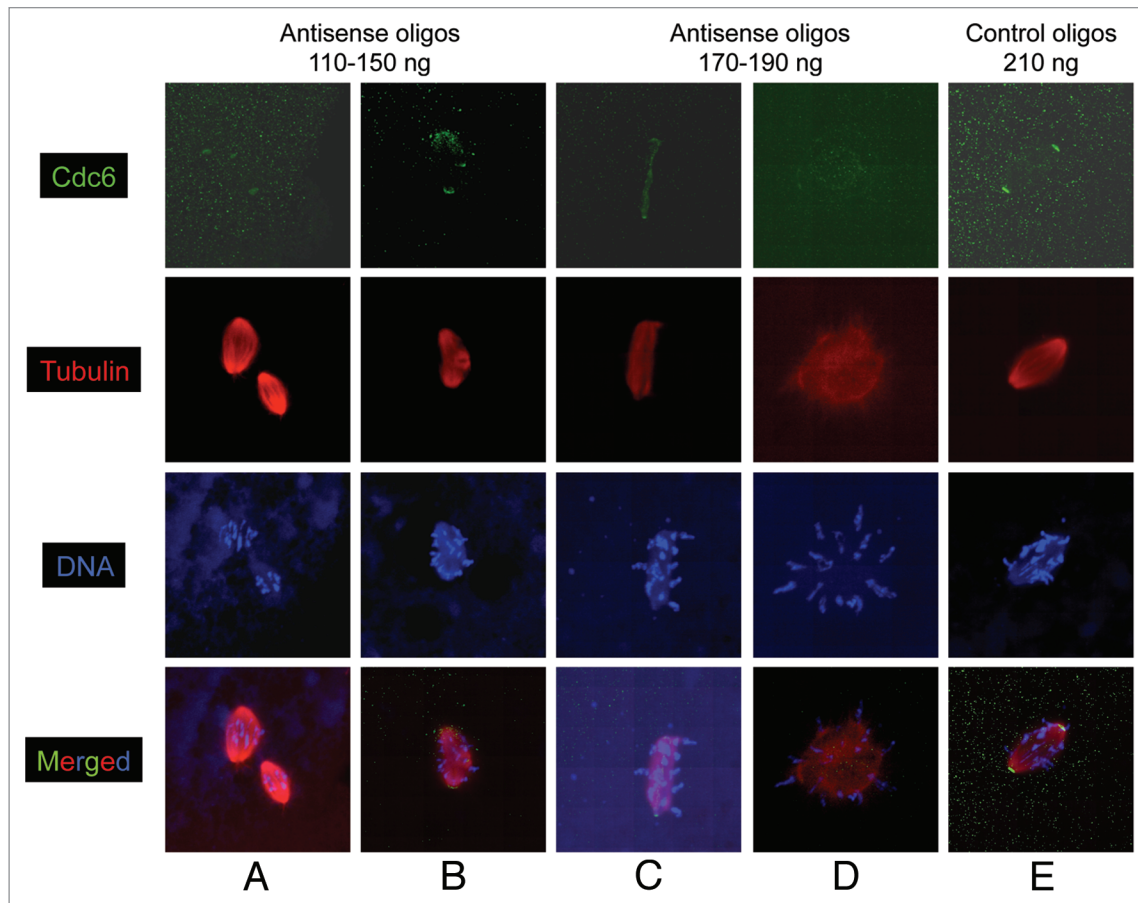 Antisense oligos
110-150 ng
Antisense oligos
170-190 ng
Control oligos
210 ng
Cdc6
Tubulin
DNA
Merged
A
B
C
D
E